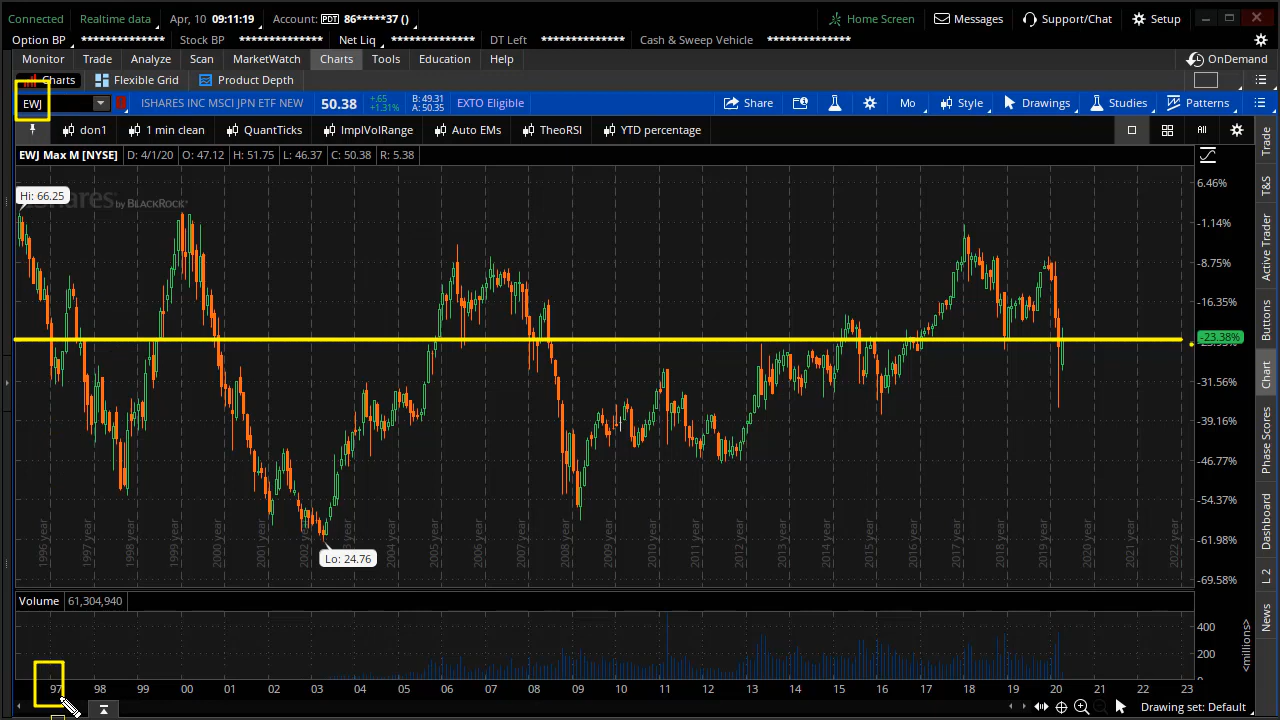 Connected Realtime data Apr, 10 09:11:19 Account: PDT 86*****37 () Home Screen Messages Support/Chat Setup
Option BP ************** Stock BP ************** Net Liq ************** DT Left ************** Cash & Sweep Vehicle **************
Monitor Trade Analyze Scan MarketWatch Charts Tools Education Help OnDemand
Charts Flexible Grid Product Depth
EWJ ISHARES INC MSCI JPN ETF NEW 50.38 +.65 +1.31% B: 49.31 A: 50.35 EXTO Eligible Share Mo Style Drawings Studies Patterns
don1 1 min clean QuantTicks ImplVolRange Auto EMs TheoRSI YTD percentage All
EWJ Max M [NYSE] D: 4/1/20 O: 47.12 H: 51.75 L: 46.37 C: 50.38 R: 5.38
Hi: 66.25
iShares by BLACKROCK®
Lo: 24.76
6.46%
-1.14%
-8.75%
-16.35%
-23.38%
-31.56%
-39.16%
-46.77%
-54.37%
-61.98%
-69.58%
1996 year 1997 year 1998 year 1999 year 2000 year 2001 year 2002 year 2003 year 2004 year 2005 year 2006 year 2007 year 2008 year 2009 year 2010 year 2011 year 2012 year 2013 year 2014 year 2015 year 2016 year 2017 year 2018 year 2019 year 2020 year 2021 year 2022 year
Volume 61,304,940
400
200
<millions>
97 98 99 00 01 02 03 04 05 06 07 08 09 10 11 12 13 14 15 16 17 18 19 20 21 22 23
Drawing set: Default
Trade
T&S
Active Trader
Buttons
Chart
Phase Scores
Dashboard
L 2
News